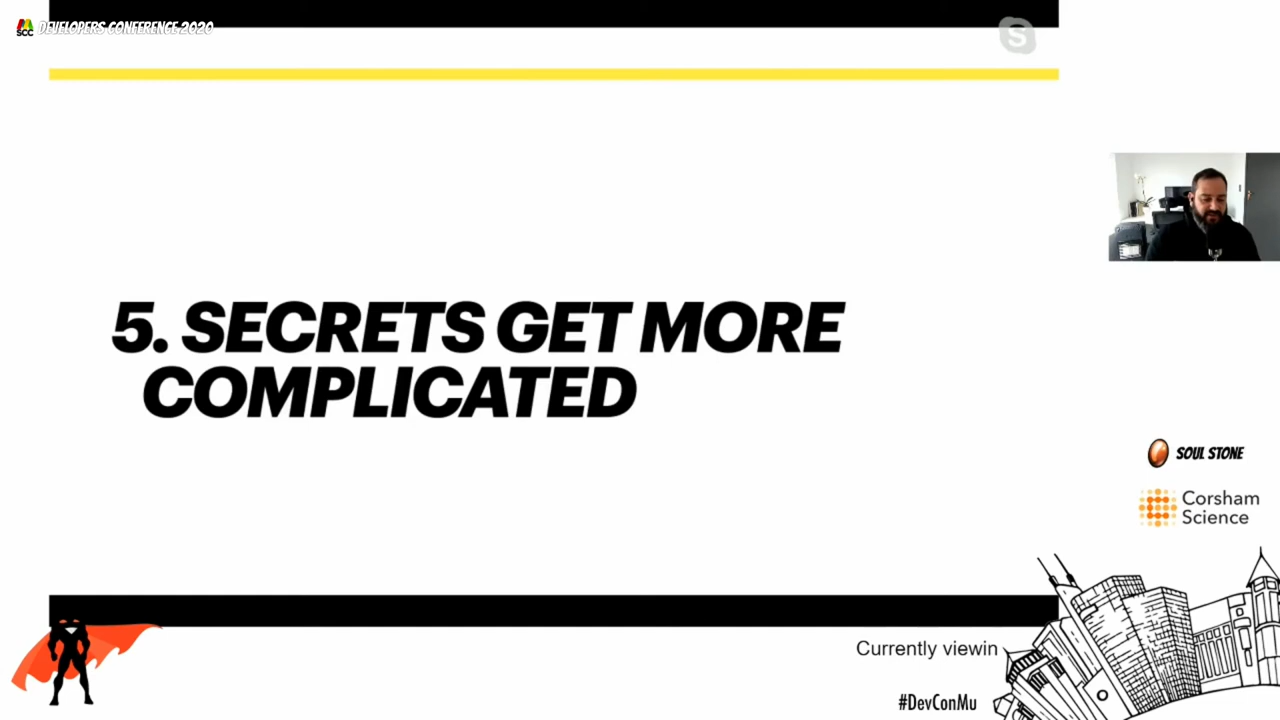 SCC DEVELOPERS CONFERENCE 2020
5. SECRETS GET MORE
COMPLICATED
SOUL STONE
Corsham
Science
Currently viewin
#DevConMu